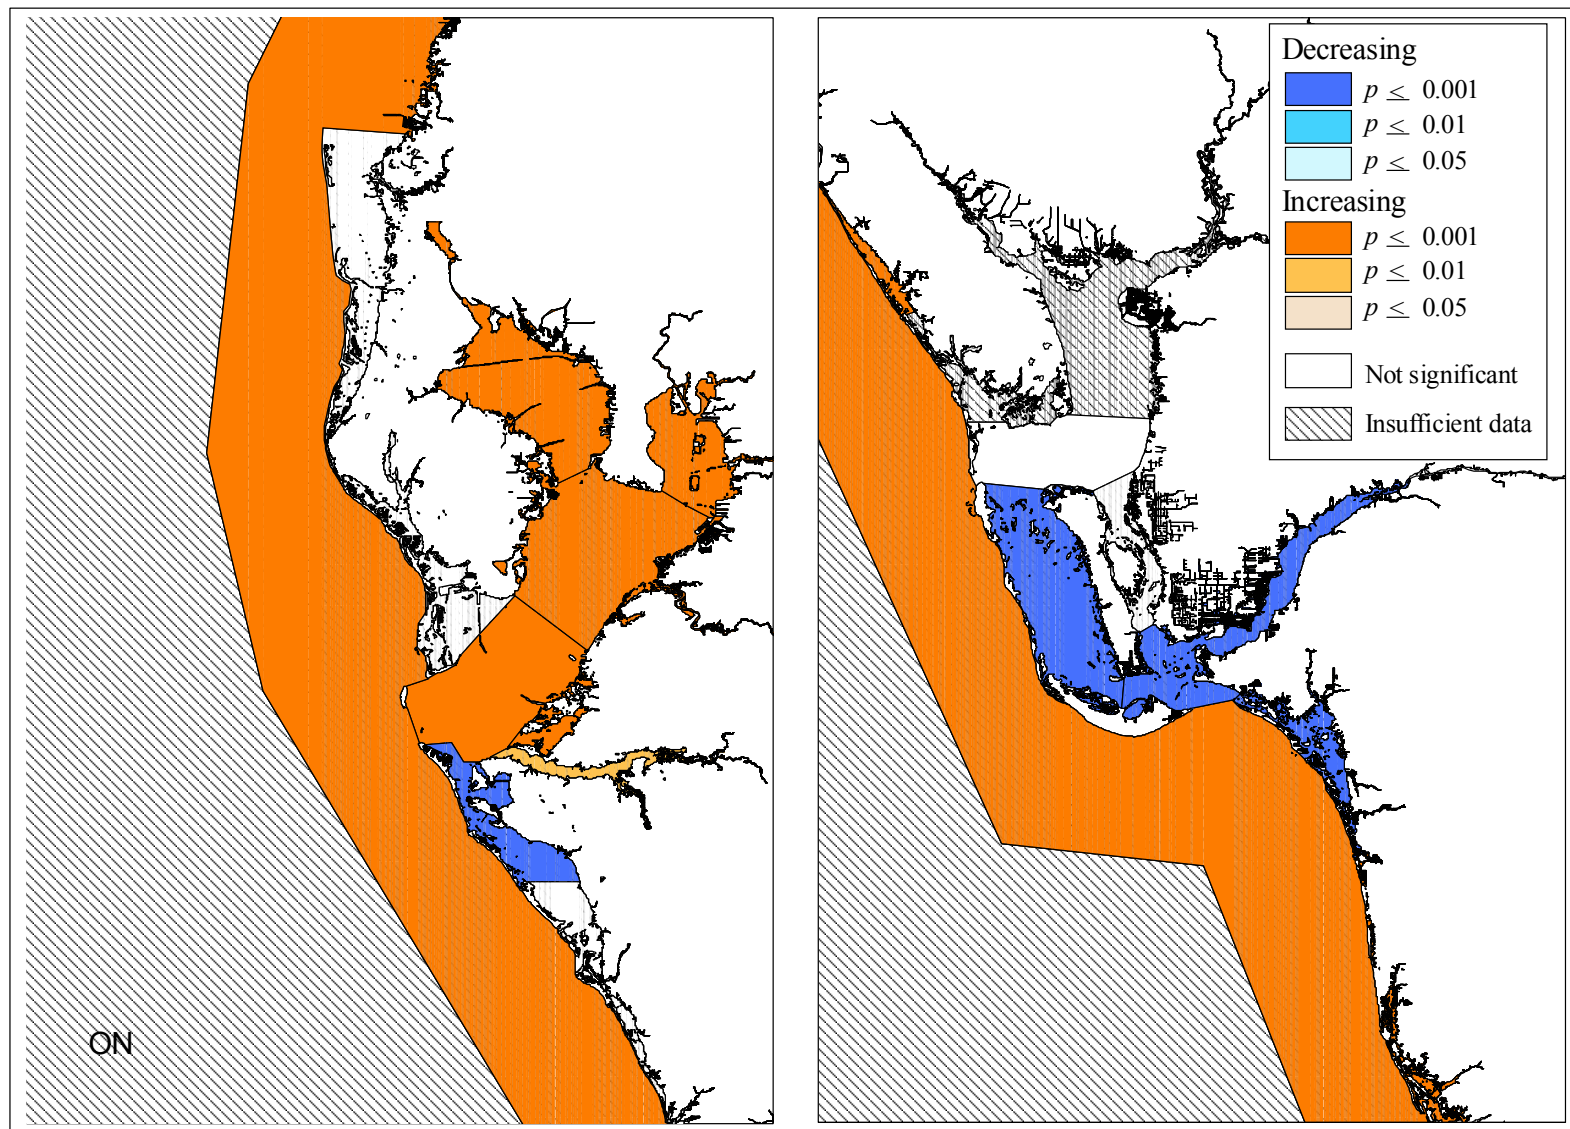 Decreasing
p ≤ 0.001
p ≤ 0.01
p ≤ 0.05
Increasing
p ≤ 0.001
p ≤ 0.01
p ≤ 0.05
Not significant
Insufficient data
ON